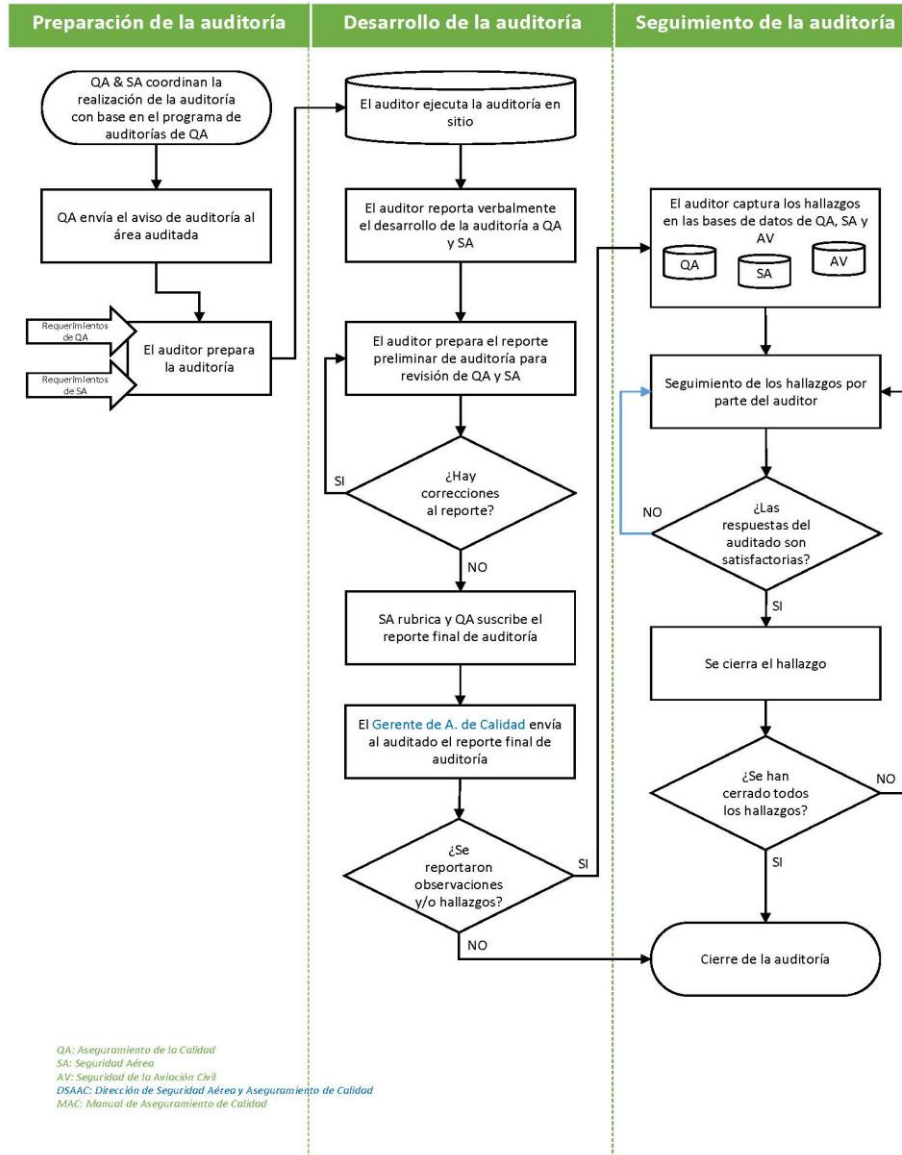 Preparación de la auditoría
Desarrollo de la auditoría
Seguimiento de la auditoría
QA & SA coordinan la
realización de la auditoría
con base en el programa de
auditorías de QA
QA envía el aviso de auditoría al
área auditada
Requerimientos
de QA
Requerimientos
de SA
El auditor prepara
la auditoría
El auditor ejecuta la auditoría en
sitio
El auditor reporta verbalmente
el desarrollo de la auditoría a QA
y SA
El auditor prepara el reporte
preliminar de auditoría para
revisión de QA y SA
SI
¿Hay
correcciones
al reporte?
NO
SA rubrica y QA suscribe el
reporte final de auditoría
El Gerente de A. de Calidad envía
al auditado el reporte final de
auditoría
¿Se
reportaron
observaciones
y/o hallazgos?
SI
NO
El auditor captura los hallazgos
en las bases de datos de QA, SA y
AV
QA
SA
AV
Seguimiento de los hallazgos por
parte del auditor
NO
¿Las
respuestas del
auditado son
satisfactorias?
SI
Se cierra el hallazgo
¿Se han
cerrado todos
los hallazgos?
NO
SI
Cierre de la auditoría
QA: Aseguramiento de la Calidad
SA: Seguridad Aérea
AV: Seguridad de la Aviación Civil
DSAAC: Dirección de Seguridad Aérea y Aseguramiento de Calidad
MAC: Manual de Aseguramiento de Calidad